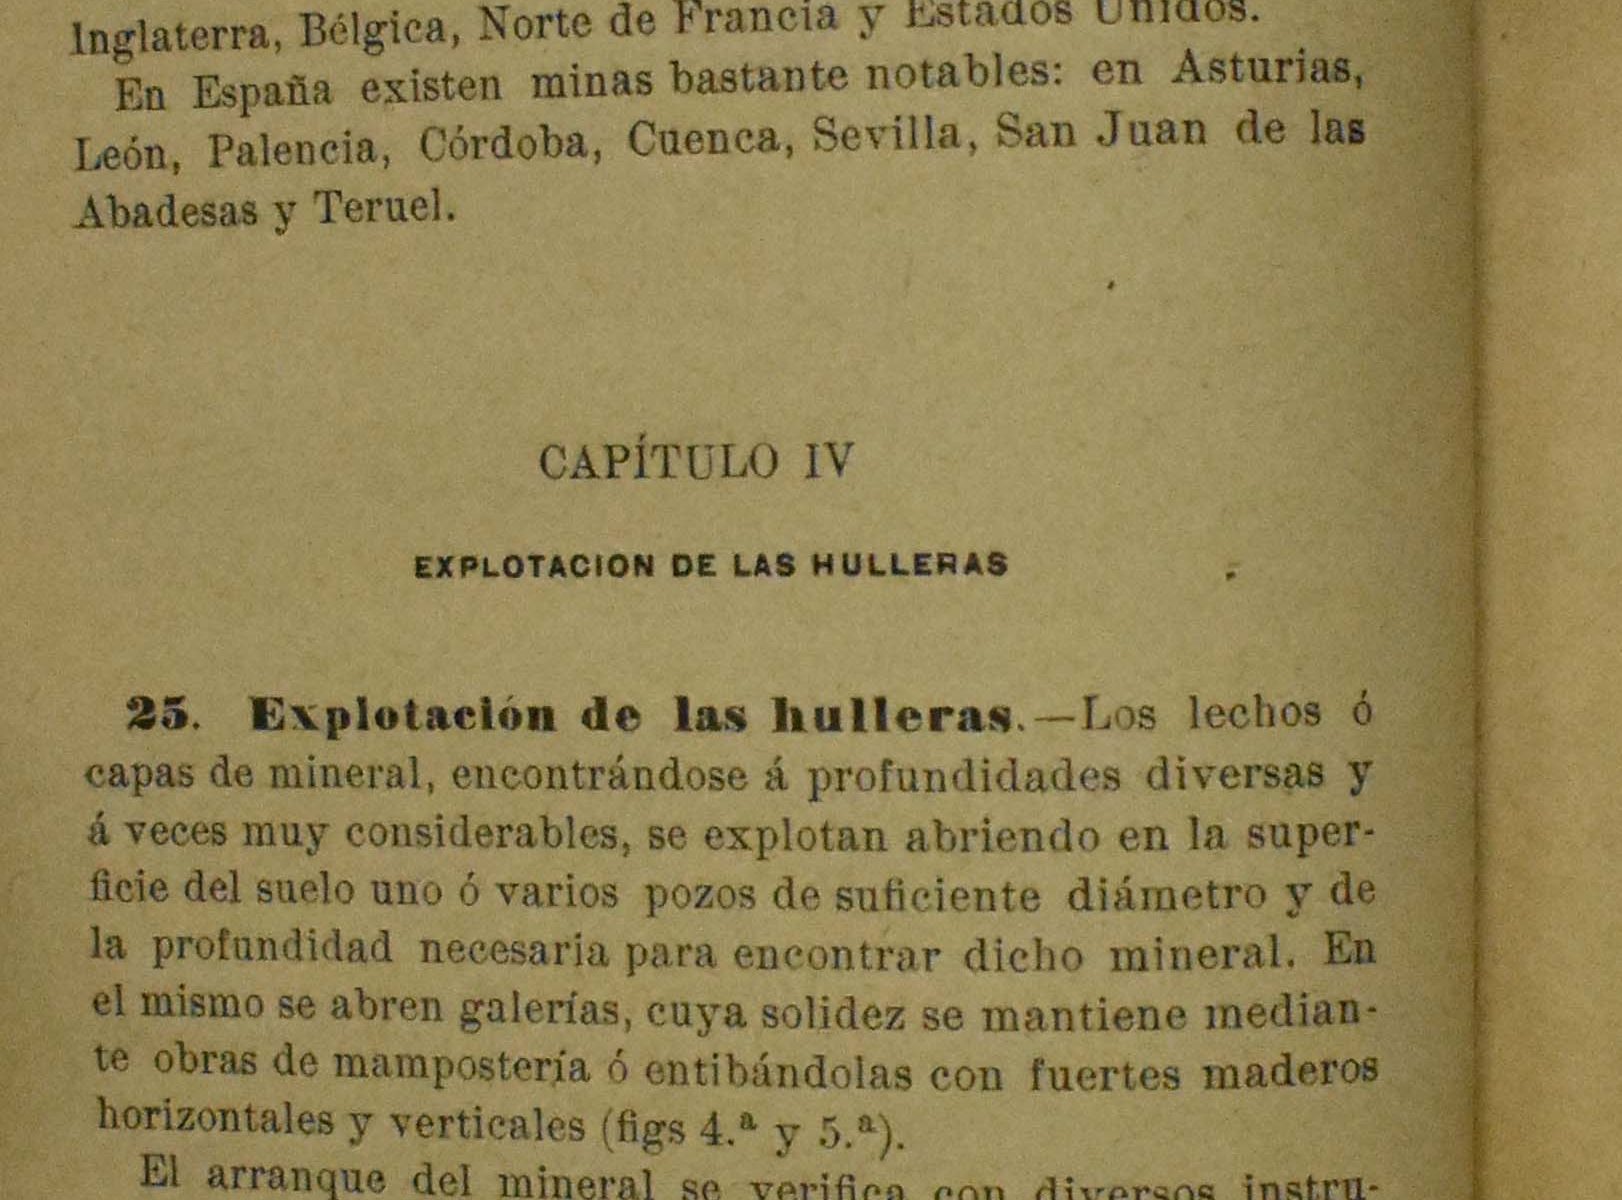 Inglaterra, Bélgica, Norte de Francia y Estados Unidos.
En España existen minas bastante notables: en Asturias,
León, Palencia, Córdoba, Cuenca, Sevilla, San Juan de las
Abadesas y Teruel.
CAPÍTULO IV
EXPLOTACION DE LAS HULLERAS
25. Explotación de las hulleras.—Los lechos ó
capas de mineral, encontrándose á profundidades diversas y
á veces muy considerables, se explotan abriendo en la super-
ficie del suelo uno ó varios pozos de suficiente diámetro y de
la profundidad necesaria para encontrar dicho mineral. En
el mismo se abren galerías, cuya solidez se mantiene median-
te obras de mampostería ó entibándolas con fuertes maderos
horizontales y verticales (figs 4.ª y 5.ª).
El arranque del mineral se verifica con diversos instru-